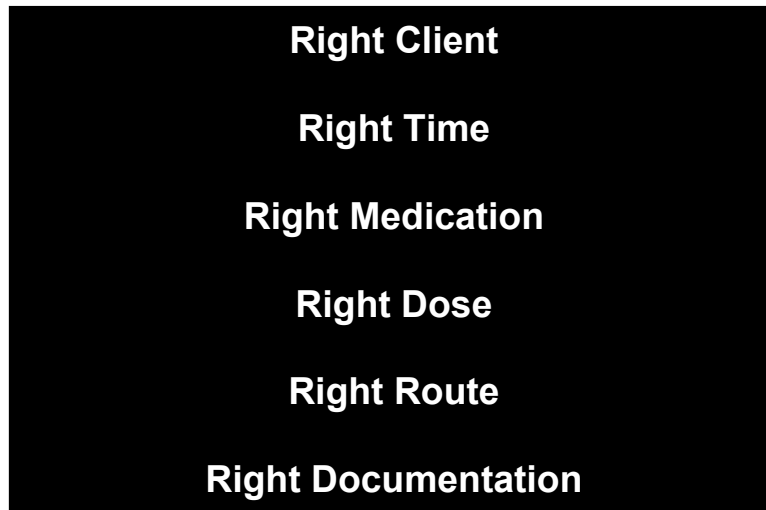 Right Client
Right Time
Right Medication
Right Dose
Right Route
Right Documentation